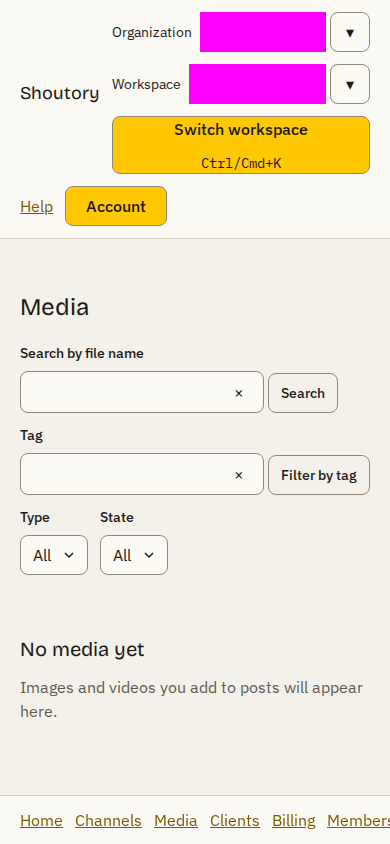 Shoutory
Organization
▼
Workspace
▼
Switch workspace
Ctrl/Cmd+K
Help
Account
Media
Search by file name
×
Search
Tag
×
Filter by tag
Type
State
All
All
No media yet
Images and videos you add to posts will appear
here.
Home Channels Media Clients Billing Members